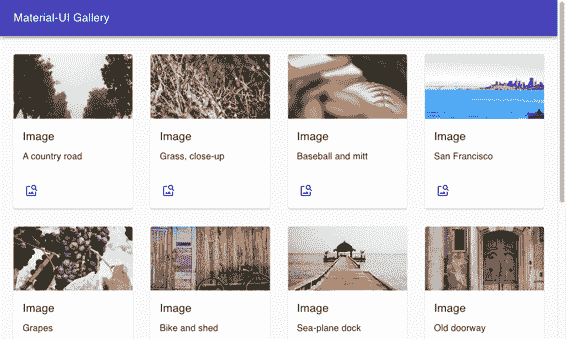 Material-UI Gallery
Image Image Image Image
A country road Grass, close-up Baseball and mitt San Francisco
Image Image Image Image
Grapes Bike and shed Sea-plane dock Old doorway